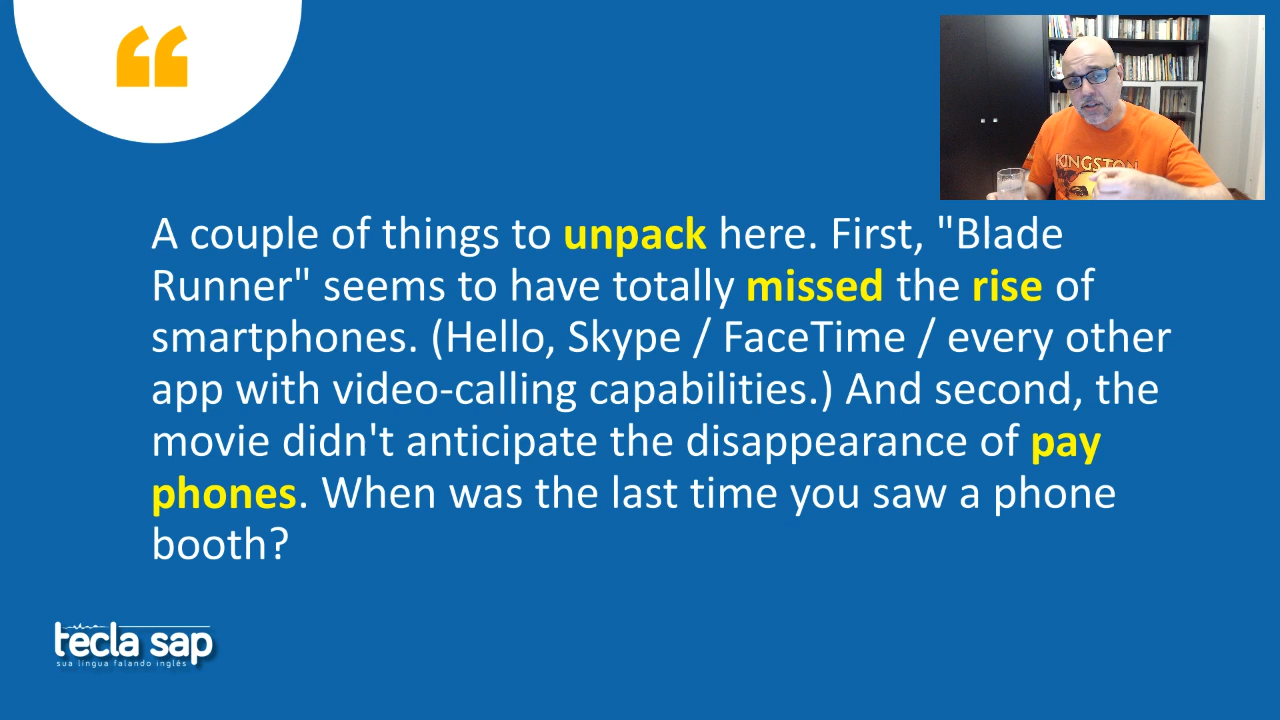 KINGSTON
A couple of things to unpack here. First, "Blade
Runner" seems to have totally missed the rise of
smartphones. (Hello, Skype / FaceTime / every other
app with video-calling capabilities.) And second, the
movie didn't anticipate the disappearance of pay
phones. When was the last time you saw a phone
booth?
tecla sap
sua língua falando inglês